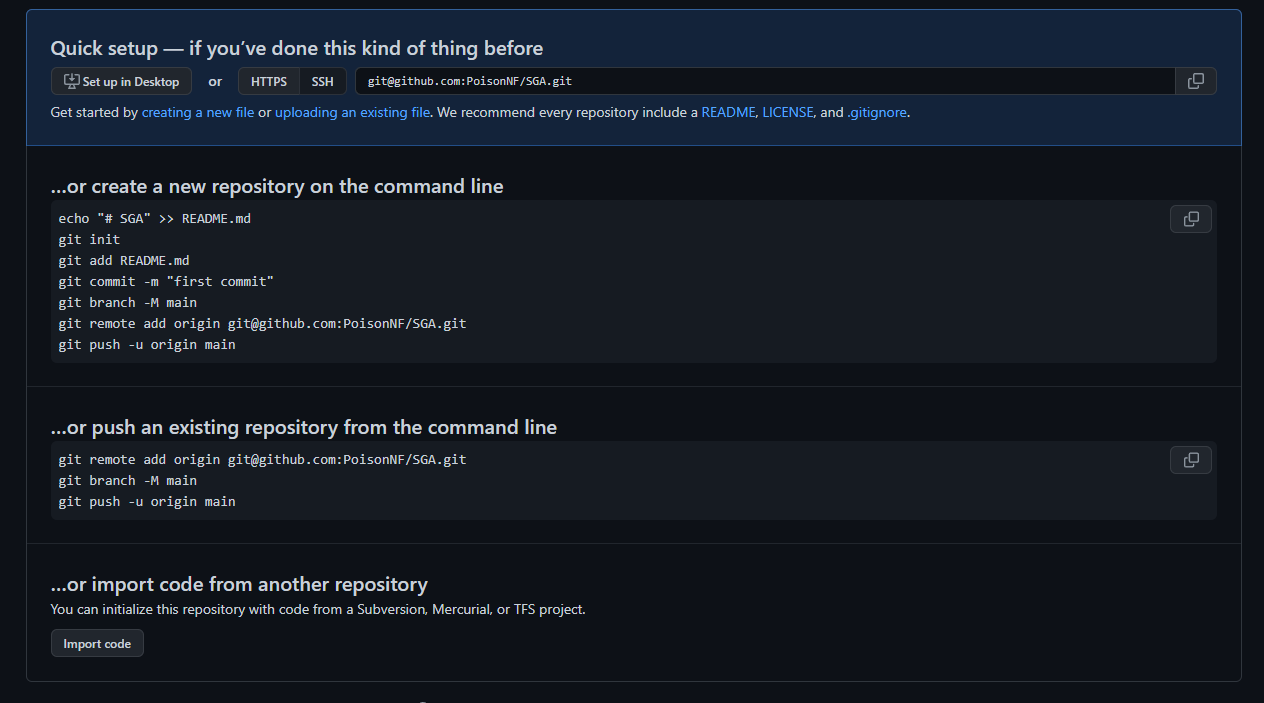 Quick setup — if you’ve done this kind of thing before
Set up in Desktop or HTTPS SSH git@github.com:PoisonNF/SGA.git
Get started by creating a new file or uploading an existing file. We recommend every repository include a README, LICENSE, and .gitignore.
…or create a new repository on the command line
echo "# SGA" >> README.md
git init
git add README.md
git commit -m "first commit"
git branch -M main
git remote add origin git@github.com:PoisonNF/SGA.git
git push -u origin main
…or push an existing repository from the command line
git remote add origin git@github.com:PoisonNF/SGA.git
git branch -M main
git push -u origin main
…or import code from another repository
You can initialize this repository with code from a Subversion, Mercurial, or TFS project.
Import code